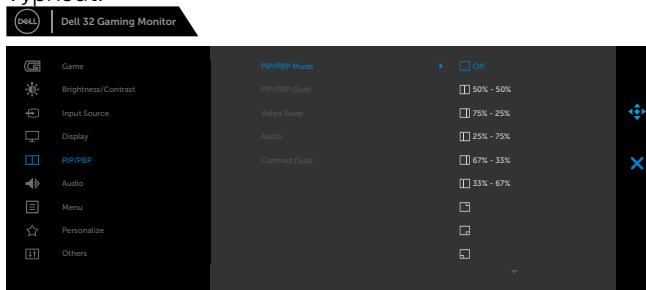 DELL
Dell 32 Gaming Monitor
Game
PIP/PBP Mode
Off
Brightness/Contrast
PIP/PBP (Sub)
50% - 50%
Input Source
Video Swap
75% - 25%
Display
Audio
25% - 75%
PIP/PBP
Contrast (Sub)
67% - 33%
Audio
33% - 67%
Menu
Personalize
Others